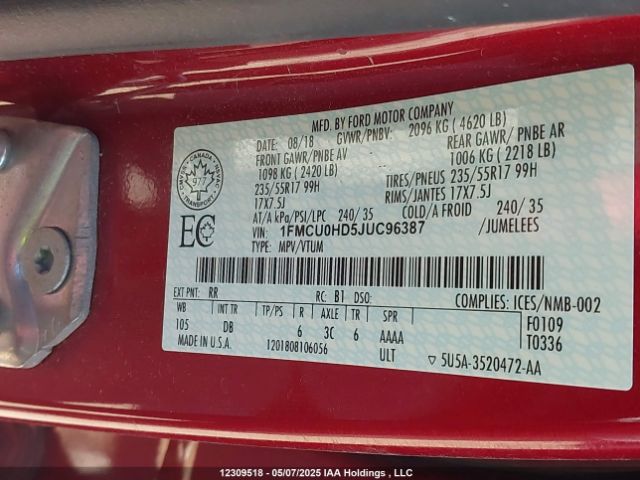 MFD. BY FORD MOTOR COMPANY
DATE: 08/18 GVWR/PNBV: 2096 KG ( 4620 LB)
FRONT GAWR/PNBE AV REAR GAWR/ PNBE AR
1098 KG ( 2420 LB) 1006 KG ( 2218 LB)
235/55R17 99H TIRES/PNEUS 235/55R17 99H
17X7.5J RIMS/JANTES 17X7.5J
AT/A kPa/PSI/LPC 240/ 35 COLD/A FROID 240/ 35
VIN: 1FMCU0HD5JUC96387 /JUMELEES
TYPE: MPV/VTUM
CANADA
977
TRANSPORT
EC
EXT PNT: RR RC: B1 DSO: COMPLIES: ICES/NMB-002
WB INT TR TP/PS R AXLE TR SPR F0109
105 DB 6 3C 6 AAAA T0336
MADE IN U.S.A. 1201808106056 ULT 5U5A-3520472-AA
12309518 - 05/07/2025 IAA Holdings , LLC